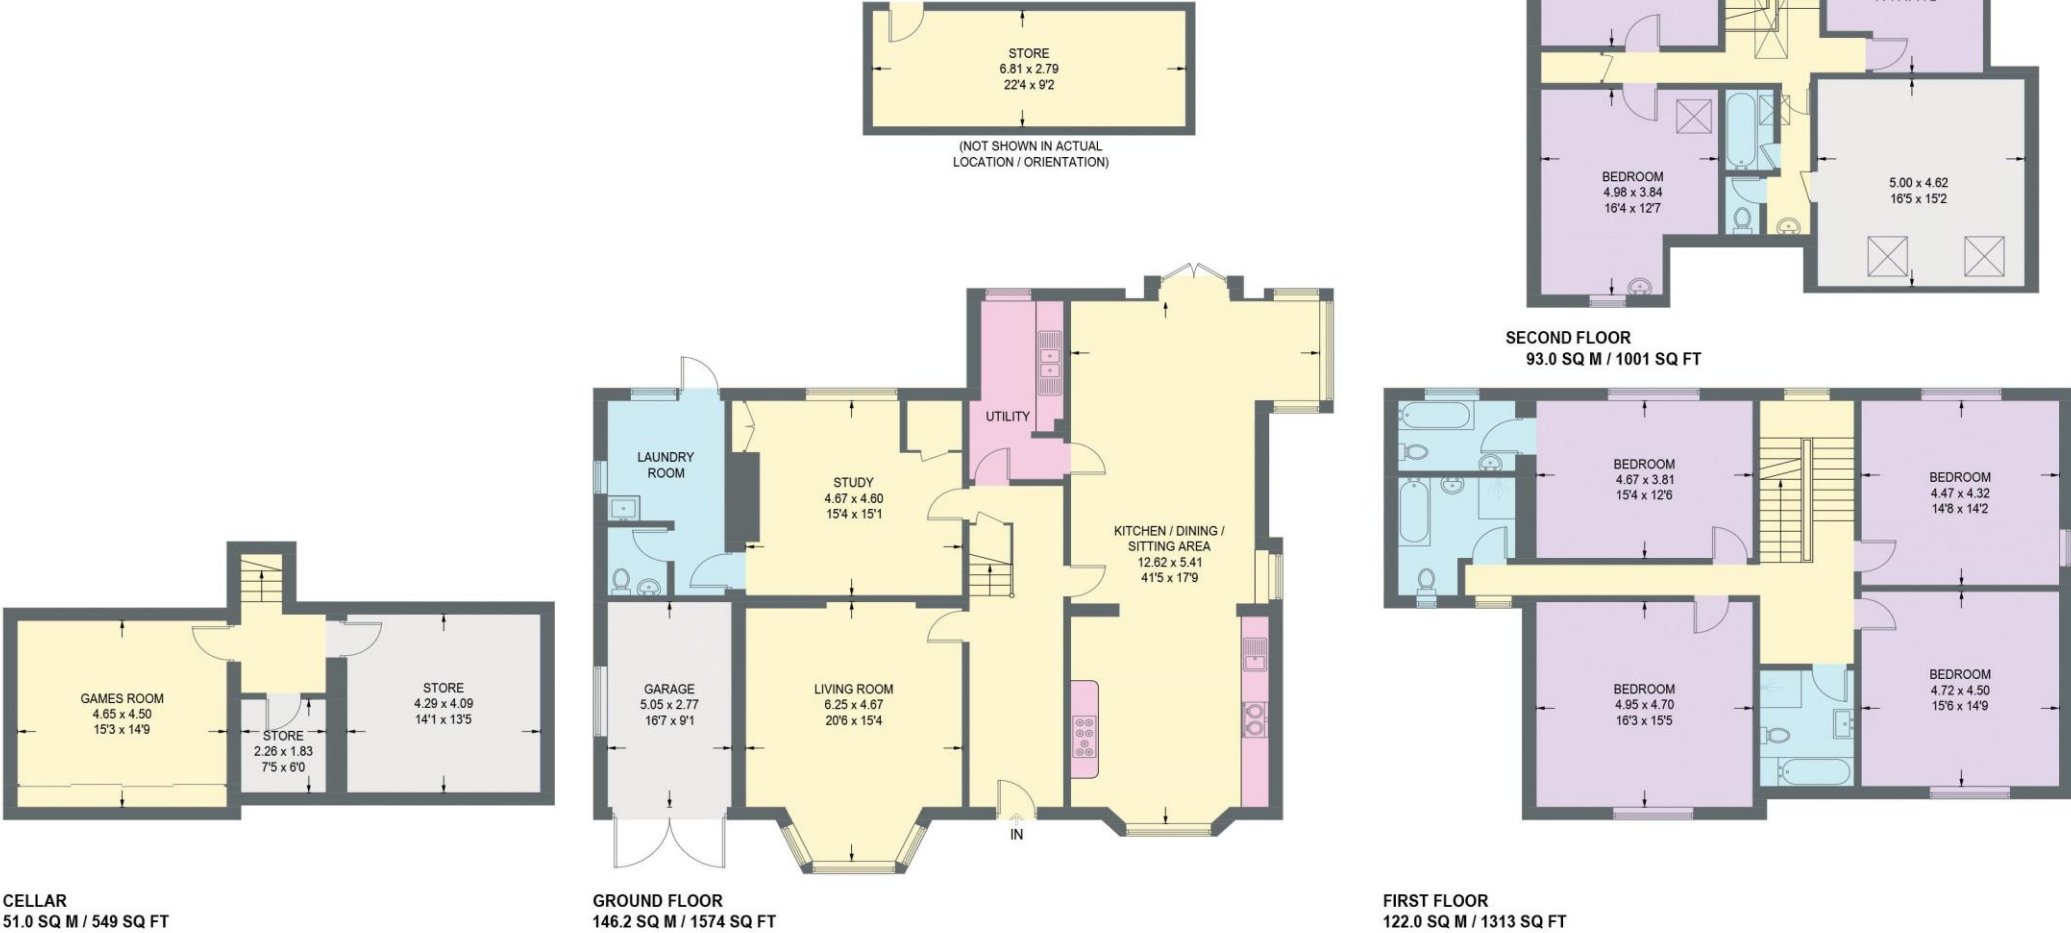 STORE
6.81 x 2.79
22'4 x 9'2
(NOT SHOWN IN ACTUAL
LOCATION / ORIENTATION)
BEDROOM
4.98 x 3.84
16'4 x 12'7
5.00 x 4.62
16'5 x 15'2
SECOND FLOOR
93.0 SQ M / 1001 SQ FT
GAMES ROOM
4.65 x 4.50
15'3 x 14'9
STORE
2.26 x 1.83
7'5 x 6'0
STORE
4.29 x 4.09
14'1 x 13'5
CELLAR
51.0 SQ M / 549 SQ FT
UTILITY
LAUNDRY
ROOM
STUDY
4.67 x 4.60
15'4 x 15'1
KITCHEN / DINING /
SITTING AREA
12.62 x 5.41
41'5 x 17'9
GARAGE
5.05 x 2.77
16'7 x 9'1
LIVING ROOM
6.25 x 4.67
20'6 x 15'4
IN
GROUND FLOOR
146.2 SQ M / 1574 SQ FT
BEDROOM
4.67 x 3.81
15'4 x 12'6
BEDROOM
4.47 x 4.32
14'8 x 14'2
BEDROOM
4.95 x 4.70
16'3 x 15'5
BEDROOM
4.72 x 4.50
15'6 x 14'9
FIRST FLOOR
122.0 SQ M / 1313 SQ FT